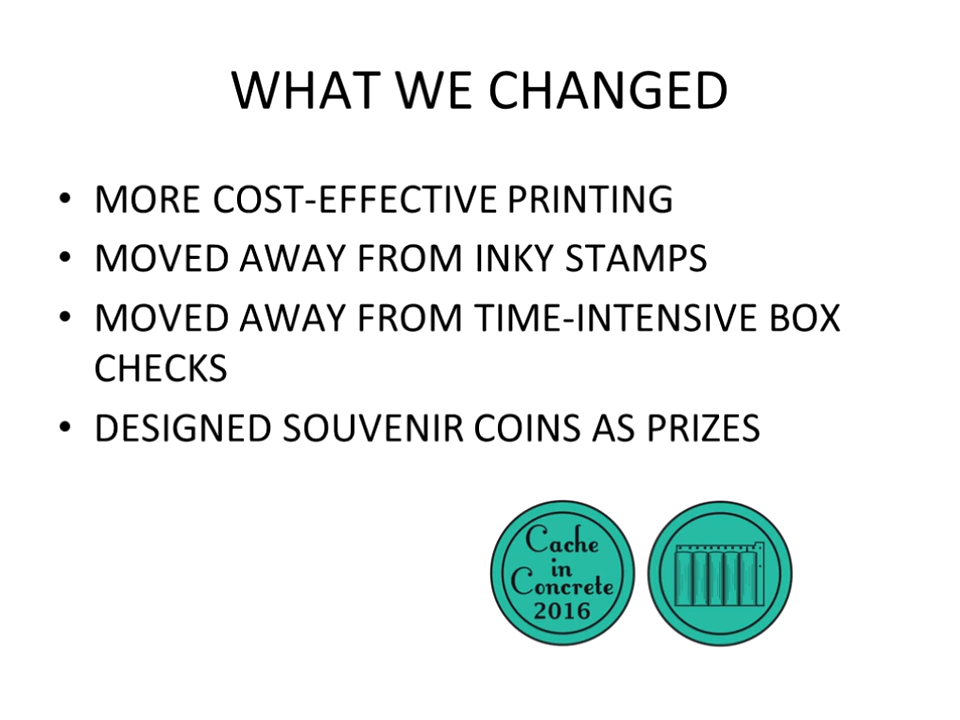 WHAT WE CHANGED
• MORE COST-EFFECTIVE PRINTING
• MOVED AWAY FROM INKY STAMPS
• MOVED AWAY FROM TIME-INTENSIVE BOX
CHECKS
• DESIGNED SOUVENIR COINS AS PRIZES
Cache
in
Concrete
2016